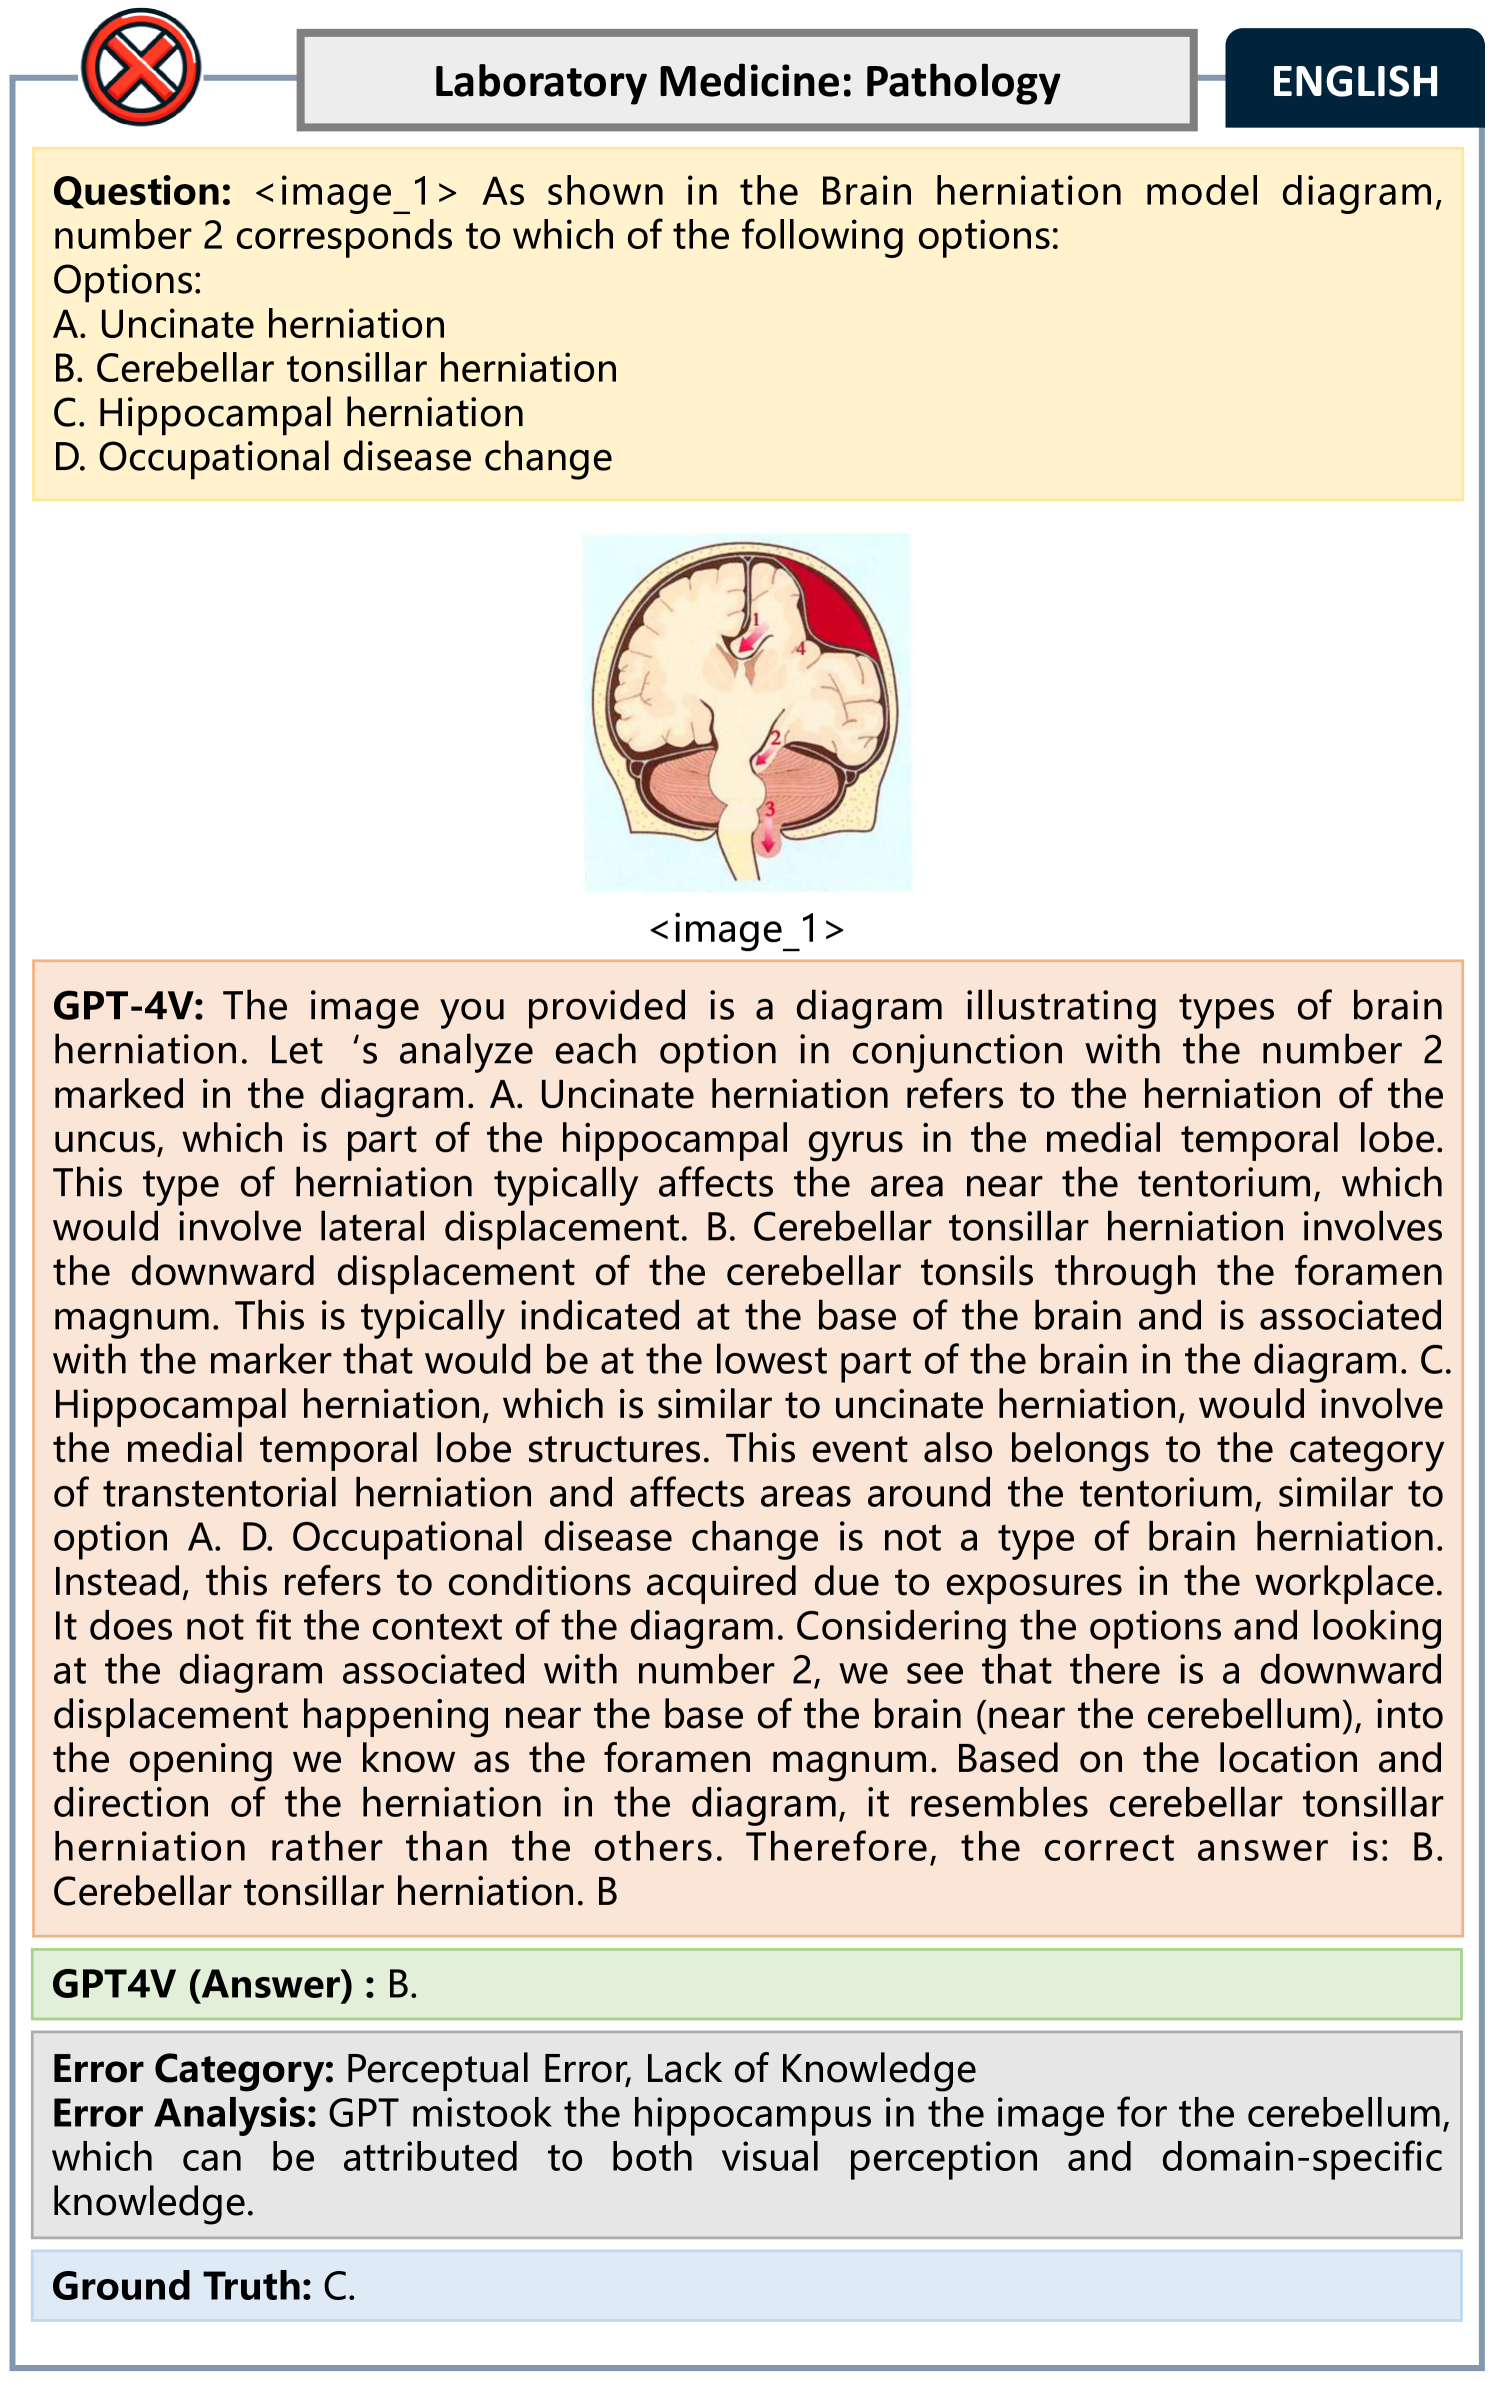 Laboratory Medicine: Pathology
ENGLISH
Question: <image_1> As shown in the Brain herniation model diagram,
number 2 corresponds to which of the following options:
Options:
A. Uncinate herniation
B. Cerebellar tonsillar herniation
C. Hippocampal herniation
D. Occupational disease change
1
4
2
3
<image_1>
GPT-4V: The image you provided is a diagram illustrating types of brain
herniation. Let ‘s analyze each option in conjunction with the number 2
marked in the diagram. A. Uncinate herniation refers to the herniation of the
uncus, which is part of the hippocampal gyrus in the medial temporal lobe.
This type of herniation typically affects the area near the tentorium, which
would involve lateral displacement. B. Cerebellar tonsillar herniation involves
the downward displacement of the cerebellar tonsils through the foramen
magnum. This is typically indicated at the base of the brain and is associated
with the marker that would be at the lowest part of the brain in the diagram. C.
Hippocampal herniation, which is similar to uncinate herniation, would involve
the medial temporal lobe structures. This event also belongs to the category
of transtentorial herniation and affects areas around the tentorium, similar to
option A. D. Occupational disease change is not a type of brain herniation.
Instead, this refers to conditions acquired due to exposures in the workplace.
It does not fit the context of the diagram. Considering the options and looking
at the diagram associated with number 2, we see that there is a downward
displacement happening near the base of the brain (near the cerebellum), into
the opening we know as the foramen magnum. Based on the location and
direction of the herniation in the diagram, it resembles cerebellar tonsillar
herniation rather than the others. Therefore, the correct answer is: B.
Cerebellar tonsillar herniation. B
GPT4V (Answer) : B.
Error Category: Perceptual Error, Lack of Knowledge
Error Analysis: GPT mistook the hippocampus in the image for the cerebellum,
which can be attributed to both visual perception and domain-specific
knowledge.
Ground Truth: C.